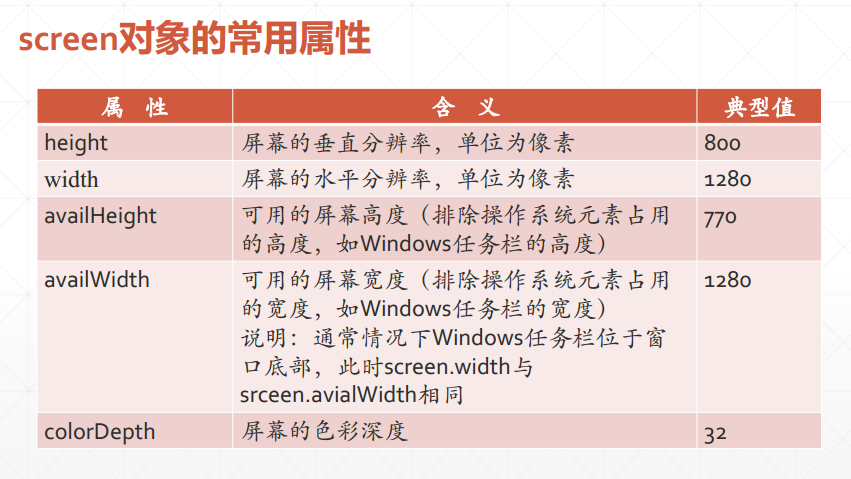 screen对象的常用属性
属 性 含 义 典型值
height 屏幕的垂直分辨率，单位为像素 800
width 屏幕的水平分辨率，单位为像素 1280
availHeight 可用的屏幕高度（排除操作系统元素占用 770
的高度，如Windows任务栏的高度）
availWidth 可用的屏幕宽度（排除操作系统元素占用 1280
的宽度，如Windows任务栏的宽度）
说明：通常情况下Windows任务栏位于窗
口底部，此时screen.width与
srceen.avialWidth相同
colorDepth 屏幕的色彩深度 32